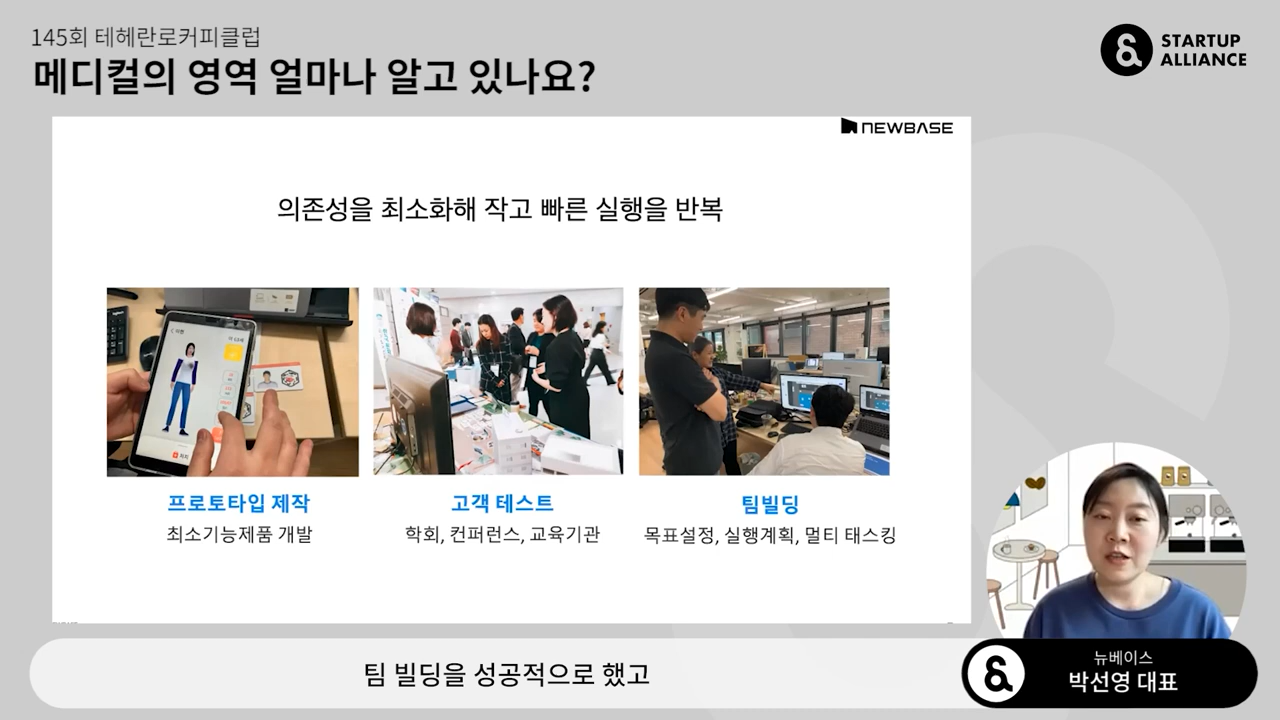 145회 테헤란로커피클럽
메디컬의 영역 얼마나 알고 있나요?
STARTUP
ALLIANCE
NEWBASE
의존성을 최소화해 작고 빠른 실행을 반복
프로토타입 제작
최소기능제품 개발
고객 테스트
학회, 컨퍼런스, 교육기관
팀빌딩
목표설정, 실행계획, 멀티 태스킹
팀 빌딩을 성공적으로 했고
뉴베이스
박선영 대표